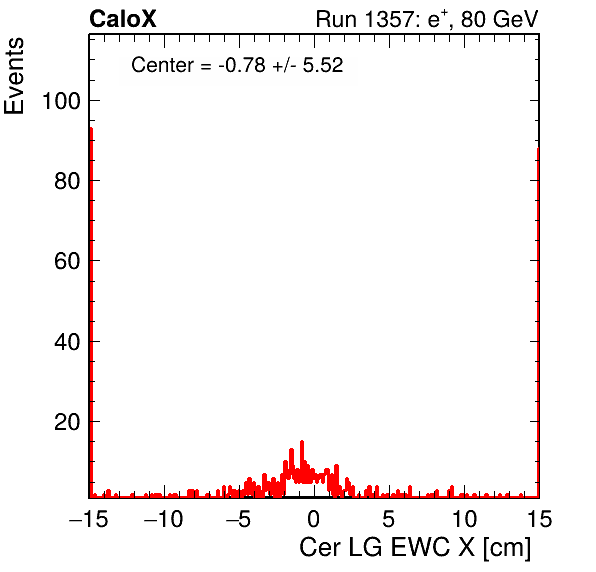 CaloX Run 1357: e⁺, 80 GeV
Center = -0.78 +/- 5.52
Events
100
80
60
40
20
−15 −10 −5 0 5 10 15
Cer LG EWC X [cm]